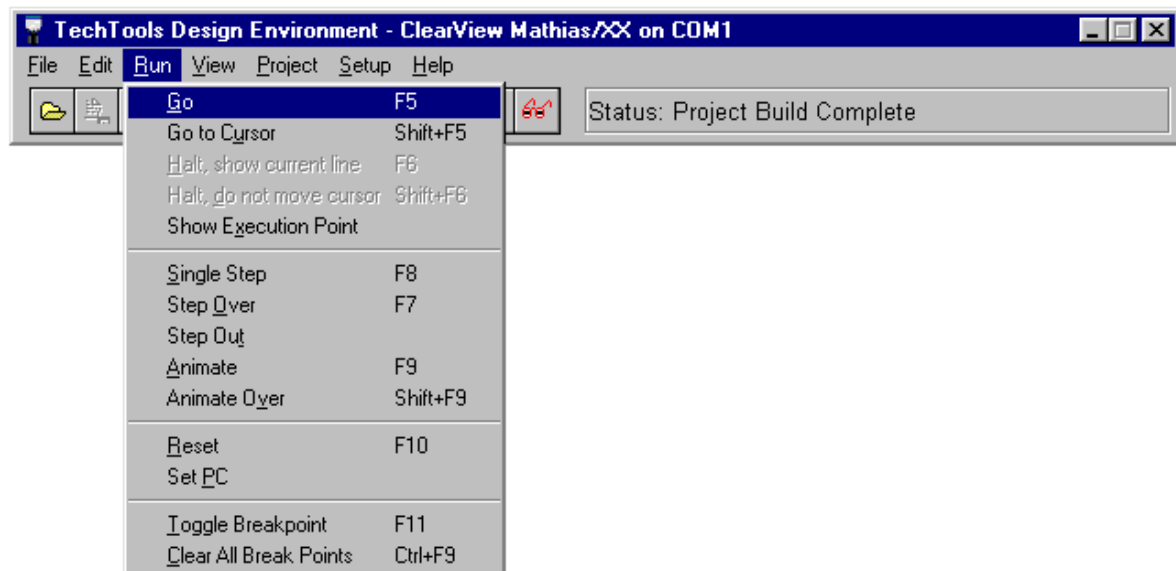 TechTools Design Environment - ClearView Mathias/XX on COM1
File Edit Run View Project Setup Help
Status: Project Build Complete
Go F5
Go to Cursor Shift+F5
Halt, show current line F6
Halt, do not move cursor Shift+F6
Show Execution Point
Single Step F8
Step Over F7
Step Out
Animate F9
Animate Over Shift+F9
Reset F10
Set PC
Toggle Breakpoint F11
Clear All Break Points Ctrl+F9